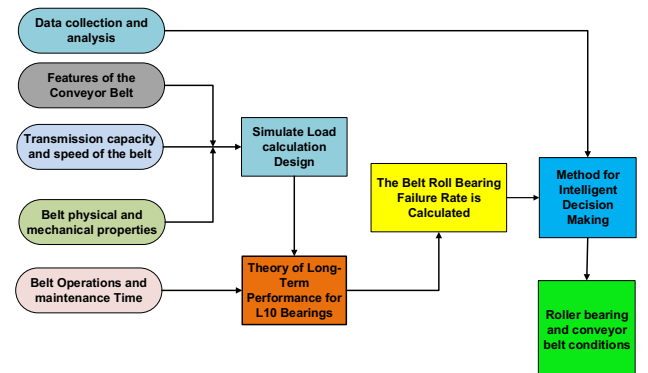 Data collection and
analysis
Features of the
Conveyor Belt
Transmission capacity
and speed of the belt
Belt physical and
mechanical properties
Belt Operations and
maintenance Time
Simulate Load
calculation
Design
Theory of Long-
Term
Performance for
L10 Bearings
The Belt Roll Bearing
Failure Rate is
Calculated
Method for
Intelligent
Decision
Making
Roller bearing
and conveyor
belt conditions